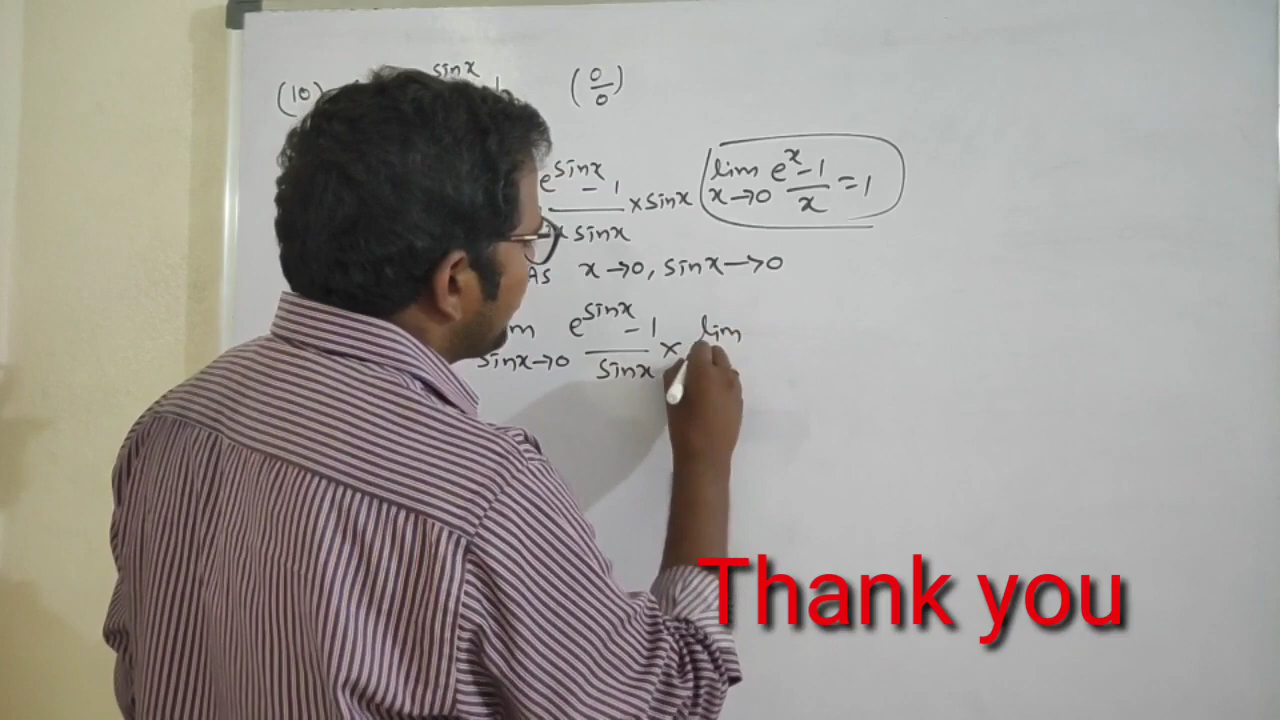 (10) sinx (0/0)
e^sinx - 1 / x sinx × sinx lim x→0 e^x - 1 / x = 1
As x→0, sinx→0
sinx→0 e^sinx - 1 / sinx × lim
Thank you